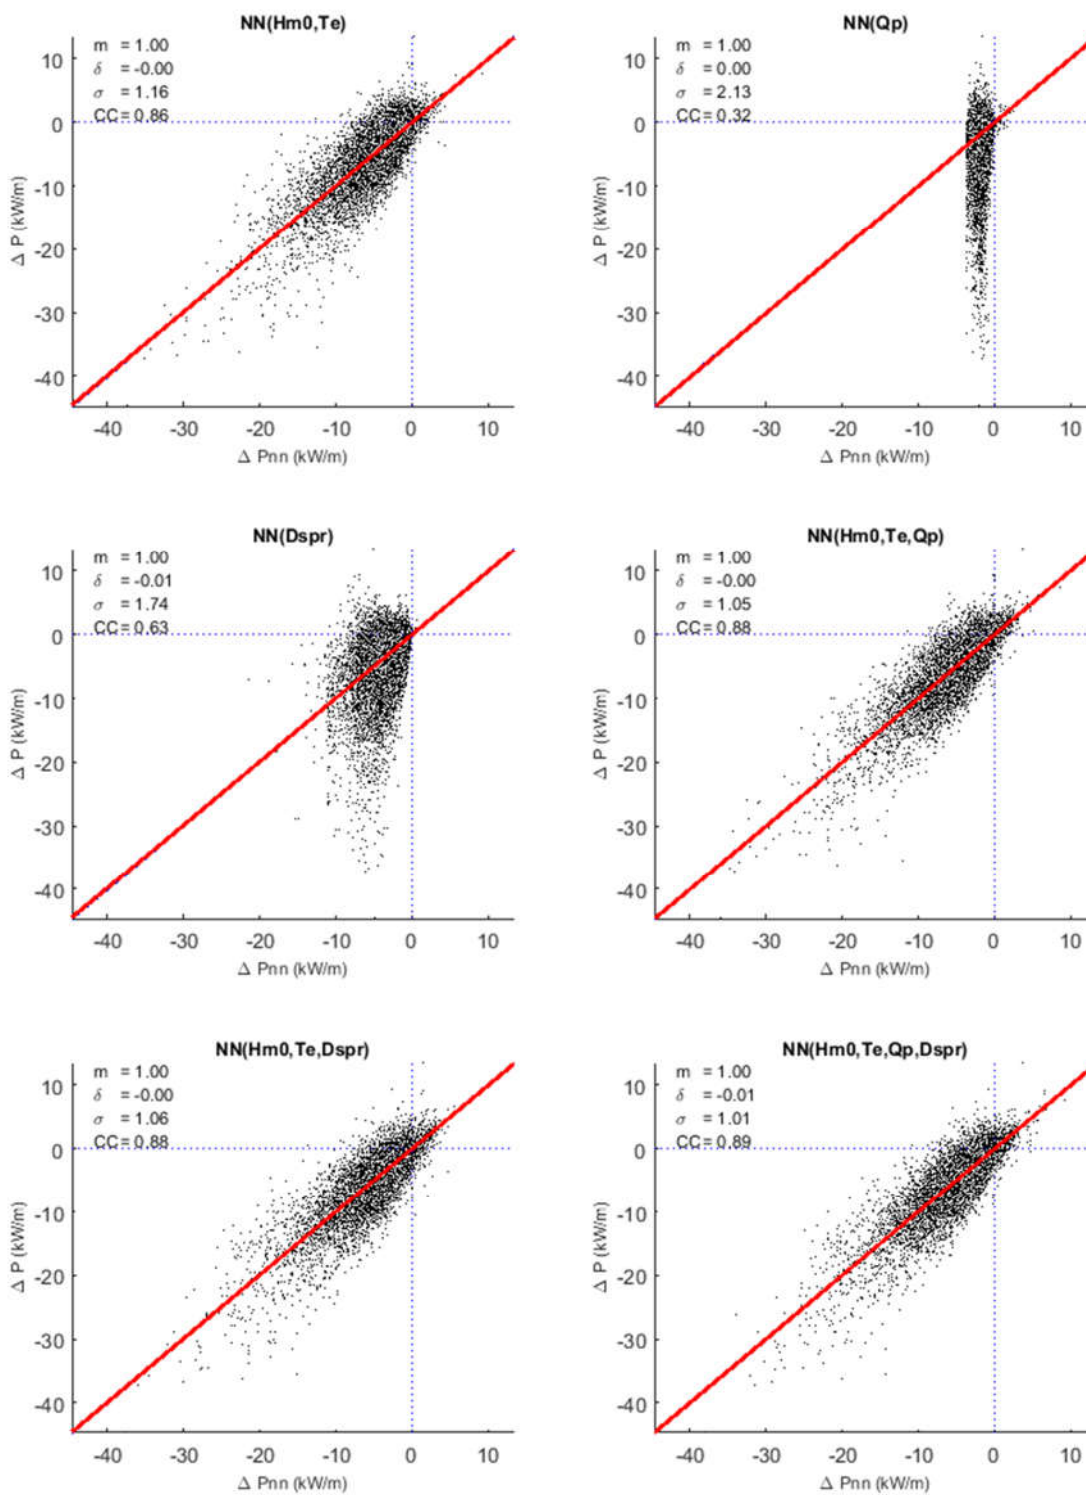 NN(Hm0,Te)
m = 1.00
δ = -0.00
σ = 1.16
CC = 0.86
10
0
-10
-20
-30
-40
Δ P (kW/m)
-40 -30 -20 -10 0 10
Δ Pnn (kW/m)
NN(Qp)
m = 1.00
δ = 0.00
σ = 2.13
CC = 0.32
10
0
-10
-20
-30
-40
Δ P (kW/m)
-40 -30 -20 -10 0 10
Δ Pnn (kW/m)
NN(Dspr)
m = 1.00
δ = -0.01
σ = 1.74
CC = 0.63
10
0
-10
-20
-30
-40
Δ P (kW/m)
-40 -30 -20 -10 0 10
Δ Pnn (kW/m)
NN(Hm0,Te,Qp)
m = 1.00
δ = -0.00
σ = 1.05
CC = 0.88
10
0
-10
-20
-30
-40
Δ P (kW/m)
-40 -30 -20 -10 0 10
Δ Pnn (kW/m)
NN(Hm0,Te,Dspr)
m = 1.00
δ = -0.00
σ = 1.06
CC = 0.88
10
0
-10
-20
-30
-40
Δ P (kW/m)
-40 -30 -20 -10 0 10
Δ Pnn (kW/m)
NN(Hm0,Te,Qp,Dspr)
m = 1.00
δ = -0.01
σ = 1.01
CC = 0.89
10
0
-10
-20
-30
-40
Δ P (kW/m)
-40 -30 -20 -10 0 10
Δ Pnn (kW/m)